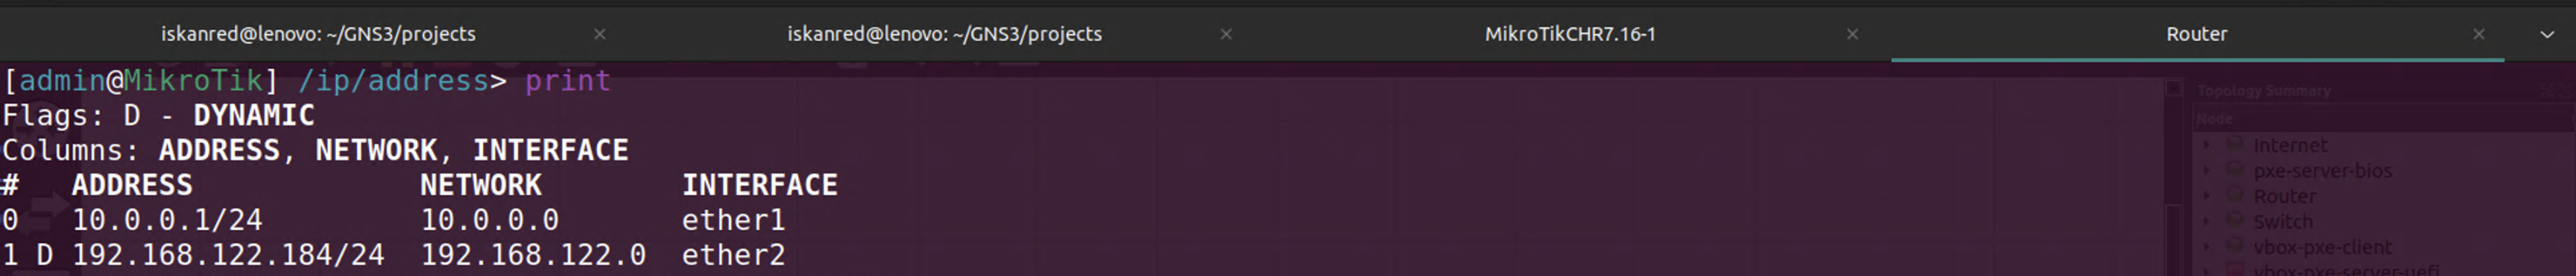 iskanred@lenovo: ~/GNS3/projects × iskanred@lenovo: ~/GNS3/projects × MikroTikCHR7.16-1 × Router ×
[admin@MikroTik] /ip/address> print
Flags: D - DYNAMIC
Columns: ADDRESS, NETWORK, INTERFACE
# ADDRESS NETWORK INTERFACE
0 10.0.0.1/24 10.0.0.0 ether1
1 D 192.168.122.184/24 192.168.122.0 ether2
Topology Summary
Node
Internet
pxe-server-bios
Router
Switch
vbox-pxe-client
vbox-pxe-server-uefi